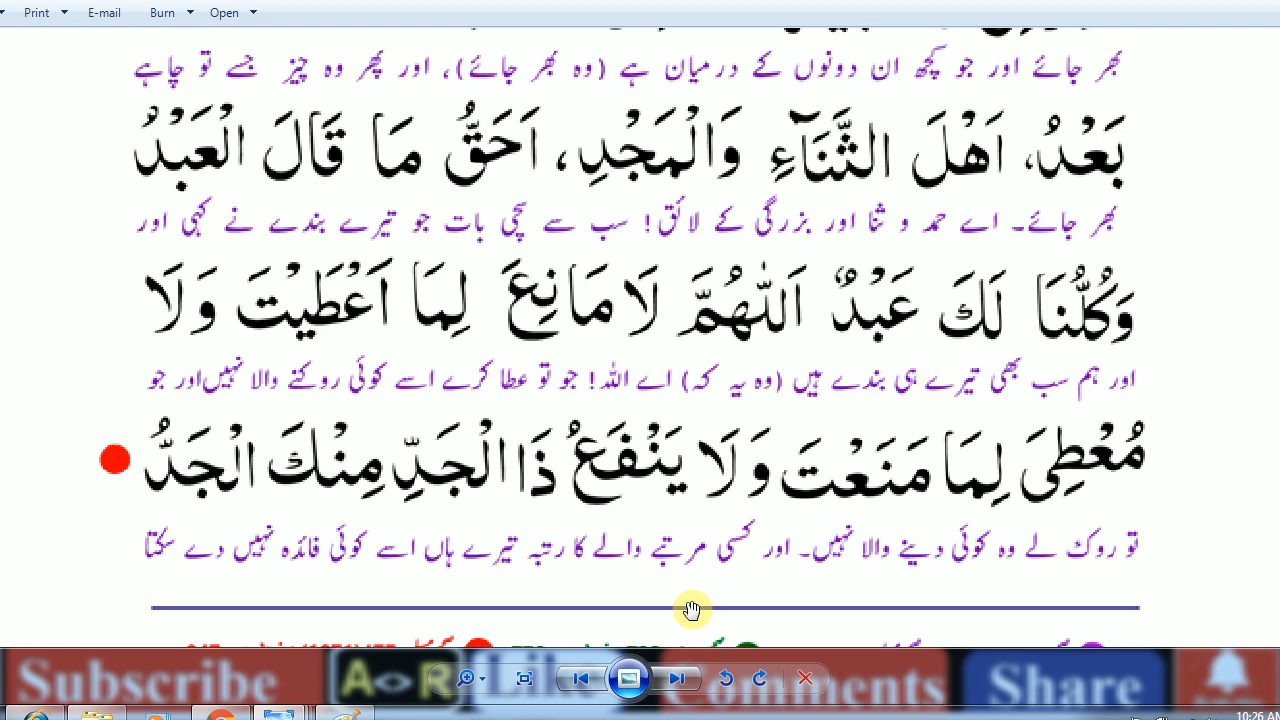 Print E-mail Burn Open
بھر جائے اور جو کچھ ان دونوں کے درمیان ہے (وہ بھر جائے)، اور پھر وہ چیز جسے تو چاہے
بَعْدُ، اَهْلَ الثَّنَآءِ وَالْمَجْدِ، اَحَقُّ مَا قَالَ الْعَبْدُ
بھر جائے۔ اے حمد و ثنا اور بزرگی کے لائق! سب سے سچی بات جو تیرے بندے نے کہی اور
وَكُلُّنَا لَكَ عَبْدٌ اَللّٰهُمَّ لَا مَانِعَ لِمَا اَعْطَيْتَ وَلَا
اور ہم سب بھی تیرے ہی بندے ہیں (وہ یہ کہ) اے اللہ! جو تو عطا کرے اسے کوئی روکنے والا نہیں اور جو
مُعْطِىَ لِمَا مَنَعْتَ وَلَا يَنْفَعُ ذَا الْجَدِّ مِنْكَ الْجَدُّ
تو روک لے وہ کوئی دینے والا نہیں۔ اور کسی مرتبے والے کا رتبہ تیرے ہاں اسے کوئی فائدہ نہیں دے سکتا
Subscribe A<>R Like Comments Share
10:26 AM